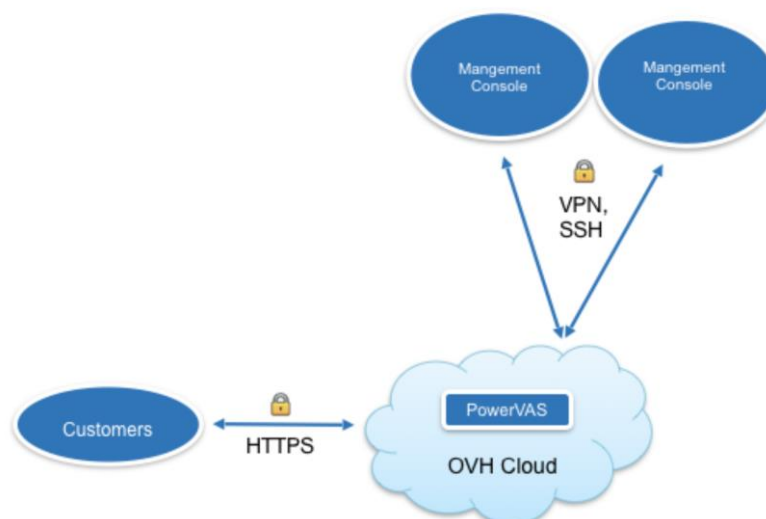 Mangement
Console
Mangement
Console
VPN,
SSH
PowerVAS
Customers
HTTPS
OVH Cloud